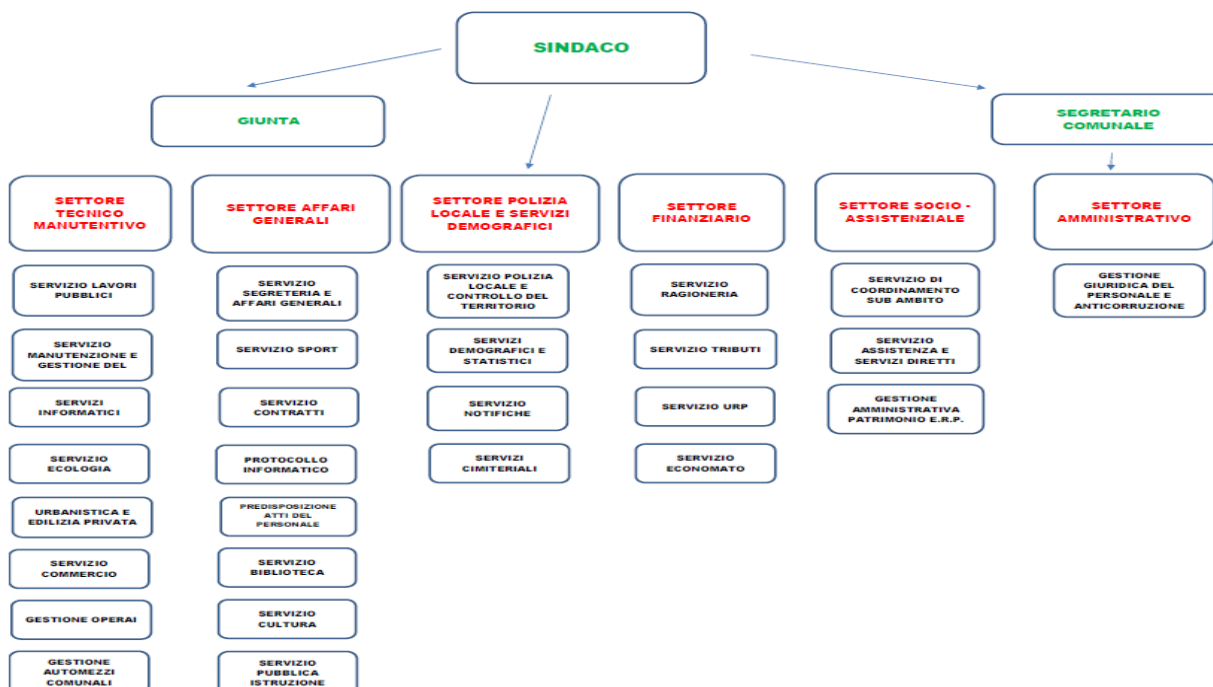 SINDACO
GIUNTA
SEGRETARIO
COMUNALE
SETTORE
TECNICO
MANUTENTIVO
SETTORE AFFARI
GENERALI
SETTORE POLIZIA
LOCALE E SERVIZI
DEMOGRAFICI
SETTORE
FINANZIARIO
SETTORE SOCIO -
ASSISTENZIALE
SETTORE
AMMINISTRATIVO
SERVIZIO LAVORI
PUBBLICI
SERVIZIO
MANUTENZIONE E
GESTIONE DEL
SERVIZI
INFORMATICI
SERVIZIO
ECOLOGIA
URBANISTICA E
EDILIZIA PRIVATA
SERVIZIO
COMMERCIO
GESTIONE OPERAI
GESTIONE
AUTOMEZZI
COMUNALI
SERVIZIO
SEGRETERIA E
AFFARI GENERALI
SERVIZIO SPORT
SERVIZIO
CONTRATTI
PROTOCOLLO
INFORMATICO
PREDISPOSIZIONE
ATTI DEL
PERSONALE
SERVIZIO
BIBLIOTECA
SERVIZIO
CULTURA
SERVIZIO
PUBBLICA
ISTRUZIONE
SERVIZIO POLIZIA
LOCALE E
CONTROLLO DEL
TERRITORIO
SERVIZI
DEMOGRAFICI E
STATISTICI
SERVIZIO
NOTIFICHE
SERVIZI
CIMITERIALI
SERVIZIO
RAGIONERIA
SERVIZIO TRIBUTI
SERVIZIO URP
SERVIZIO
ECONOMATO
SERVIZIO DI
COORDINAMENTO
SUB AMBITO
SERVIZIO
ASSISTENZA E
SERVIZI DIRETTI
GESTIONE
AMMINISTRATIVA
PATRIMONIO E.R.P.
GESTIONE
GIURIDICA DEL
PERSONALE E
ANTICORRUZIONE